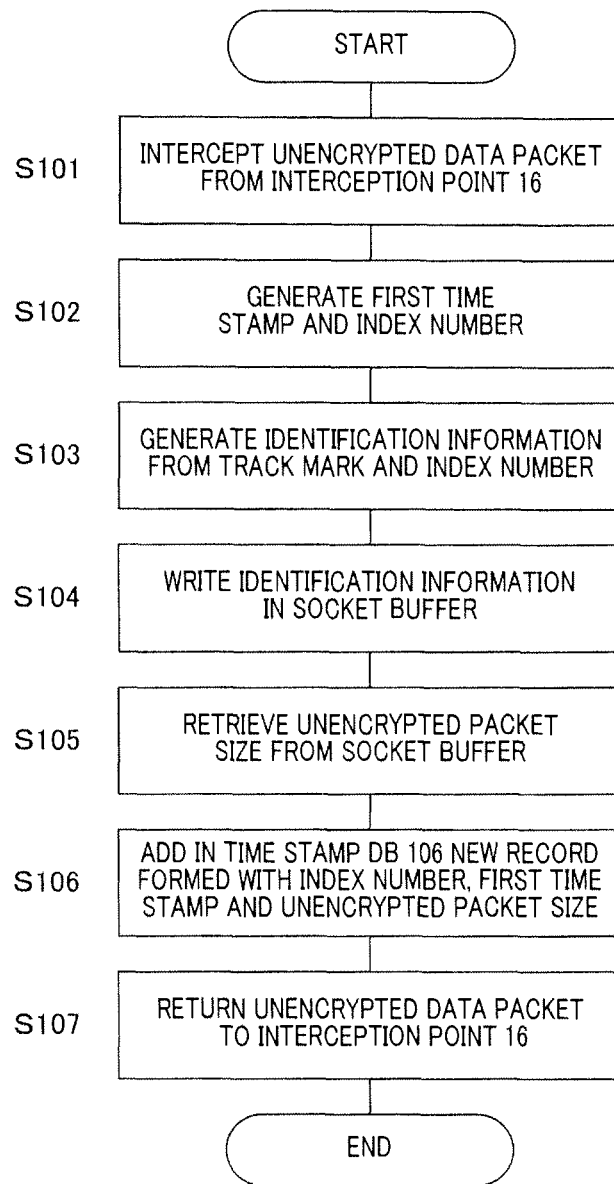 START
S101
INTERCEPT UNENCRYPTED DATA PACKET
FROM INTERCEPTION POINT 16
S102
GENERATE FIRST TIME
STAMP AND INDEX NUMBER
S103
GENERATE IDENTIFICATION INFORMATION
FROM TRACK MARK AND INDEX NUMBER
S104
WRITE IDENTIFICATION INFORMATION
IN SOCKET BUFFER
S105
RETRIEVE UNENCRYPTED PACKET
SIZE FROM SOCKET BUFFER
S106
ADD IN TIME STAMP DB 106 NEW RECORD
FORMED WITH INDEX NUMBER, FIRST TIME
STAMP AND UNENCRYPTED PACKET SIZE
S107
RETURN UNENCRYPTED DATA PACKET
TO INTERCEPTION POINT 16
END